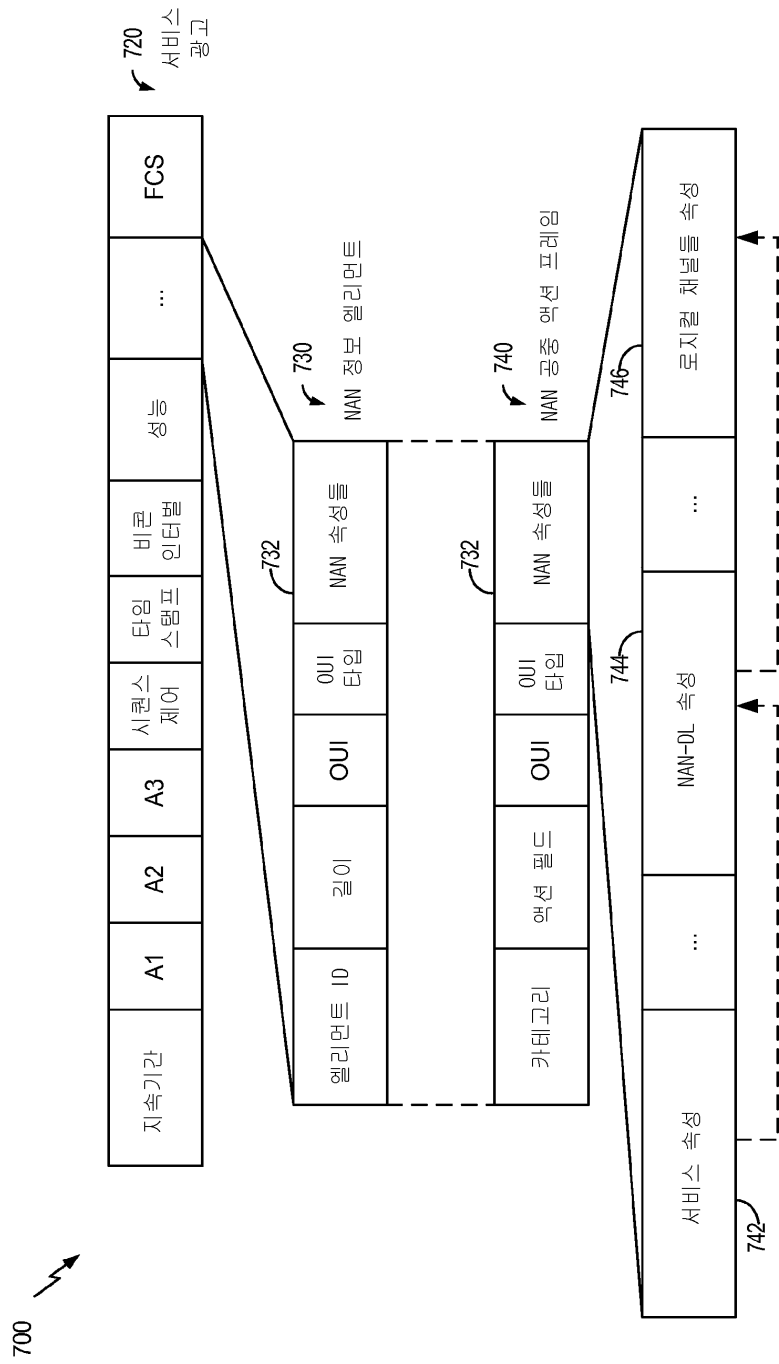 700
720
서비스
광고
지속기간
A1
A2
A3
시퀀스
제어
타임
스탬프
비콘
인터벌
성능
...
FCS
730
NAN 정보 엘리먼트
732
엘리먼트 ID
길이
OUI
OUI
타입
NAN 속성들
740
NAN 공중 액션 프레임
732
카테고리
액션 필드
OUI
OUI
타입
NAN 속성들
742
744
746
서비스 속성
...
NAN-DL 속성
...
로지컬 채널들 속성